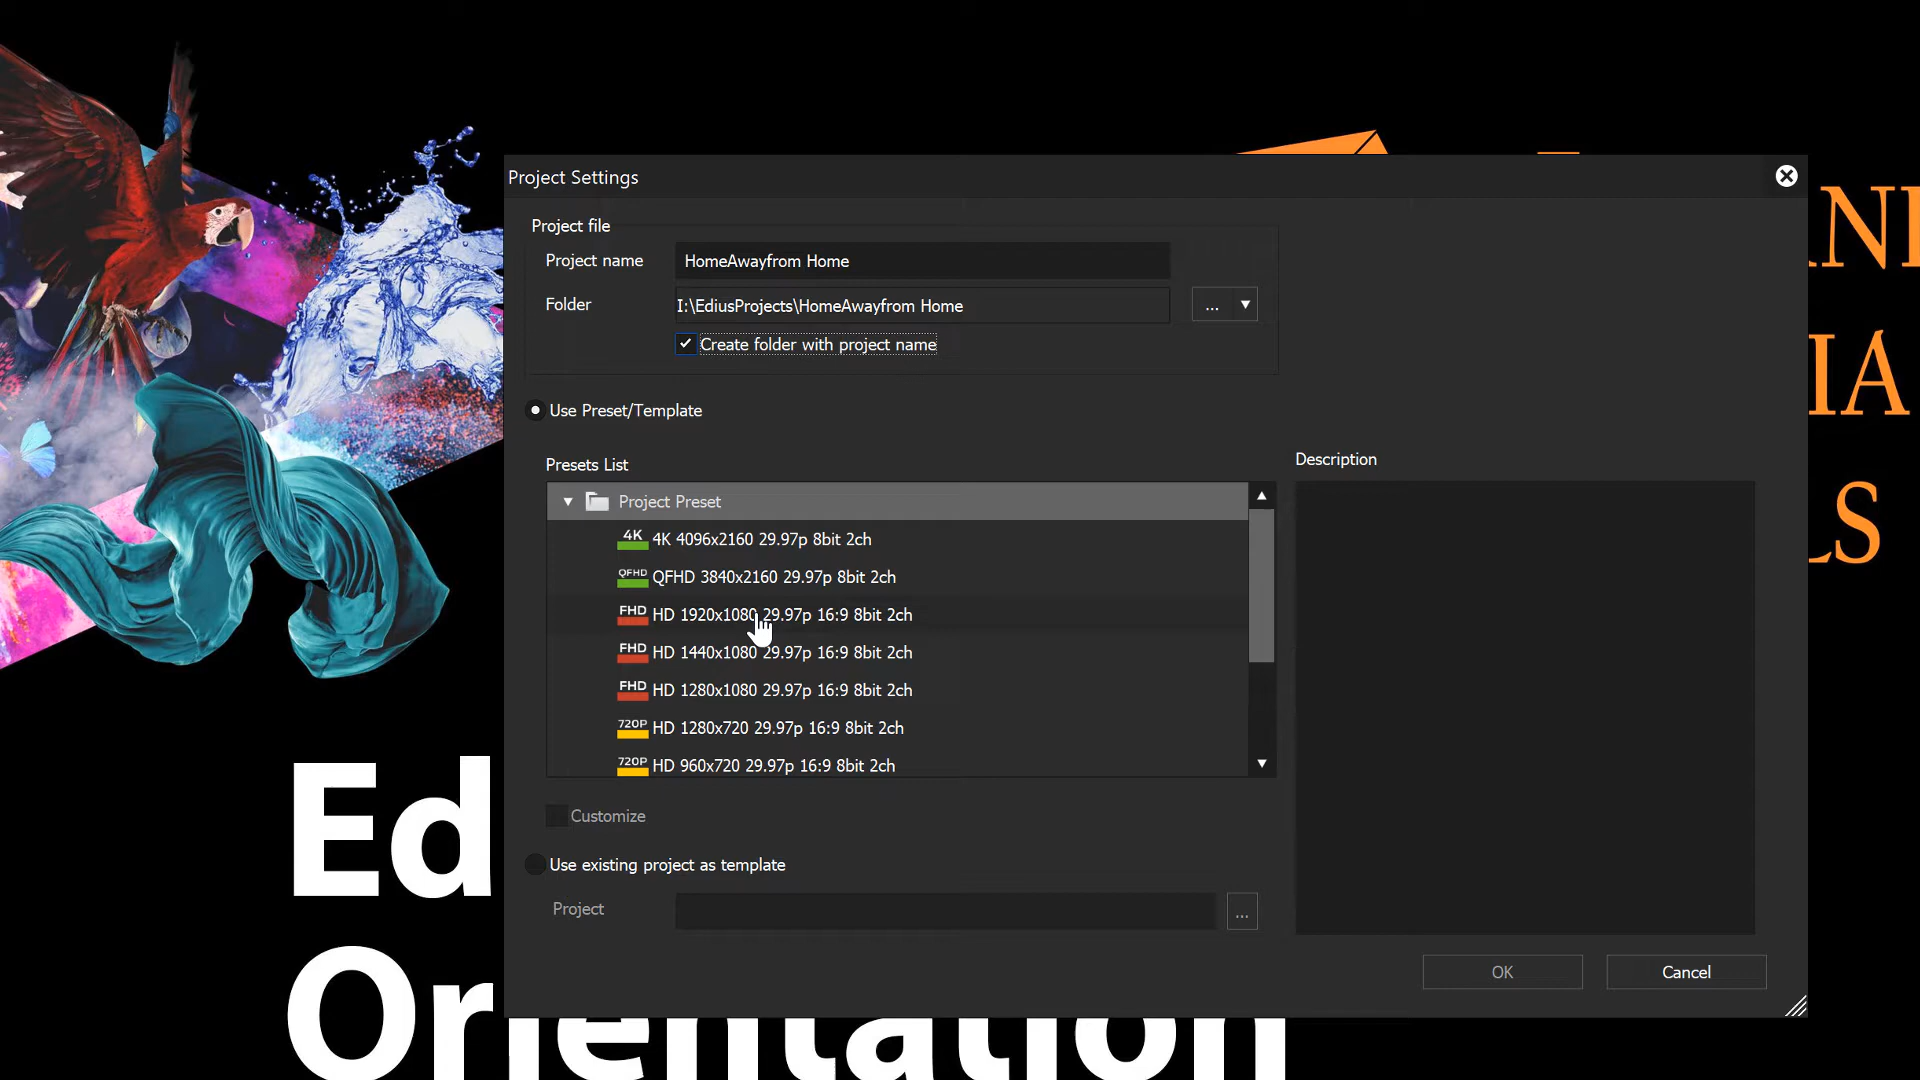 Project Settings
Project file
Project name HomeAwayfrom Home
Folder I:\EdiusProjects\HomeAwayfrom Home ...
Create folder with project name
Use Preset/Template
Presets List
Description
Project Preset
4K 4K 4096x2160 29.97p 8bit 2ch
QFHD QFHD 3840x2160 29.97p 8bit 2ch
FHD HD 1920x1080 29.97p 16:9 8bit 2ch
FHD HD 1440x1080 29.97p 16:9 8bit 2ch
FHD HD 1280x1080 29.97p 16:9 8bit 2ch
720P HD 1280x720 29.97p 16:9 8bit 2ch
720P HD 960x720 29.97p 16:9 8bit 2ch
Customize
Use existing project as template
Project ...
OK Cancel
Ed
Orientation